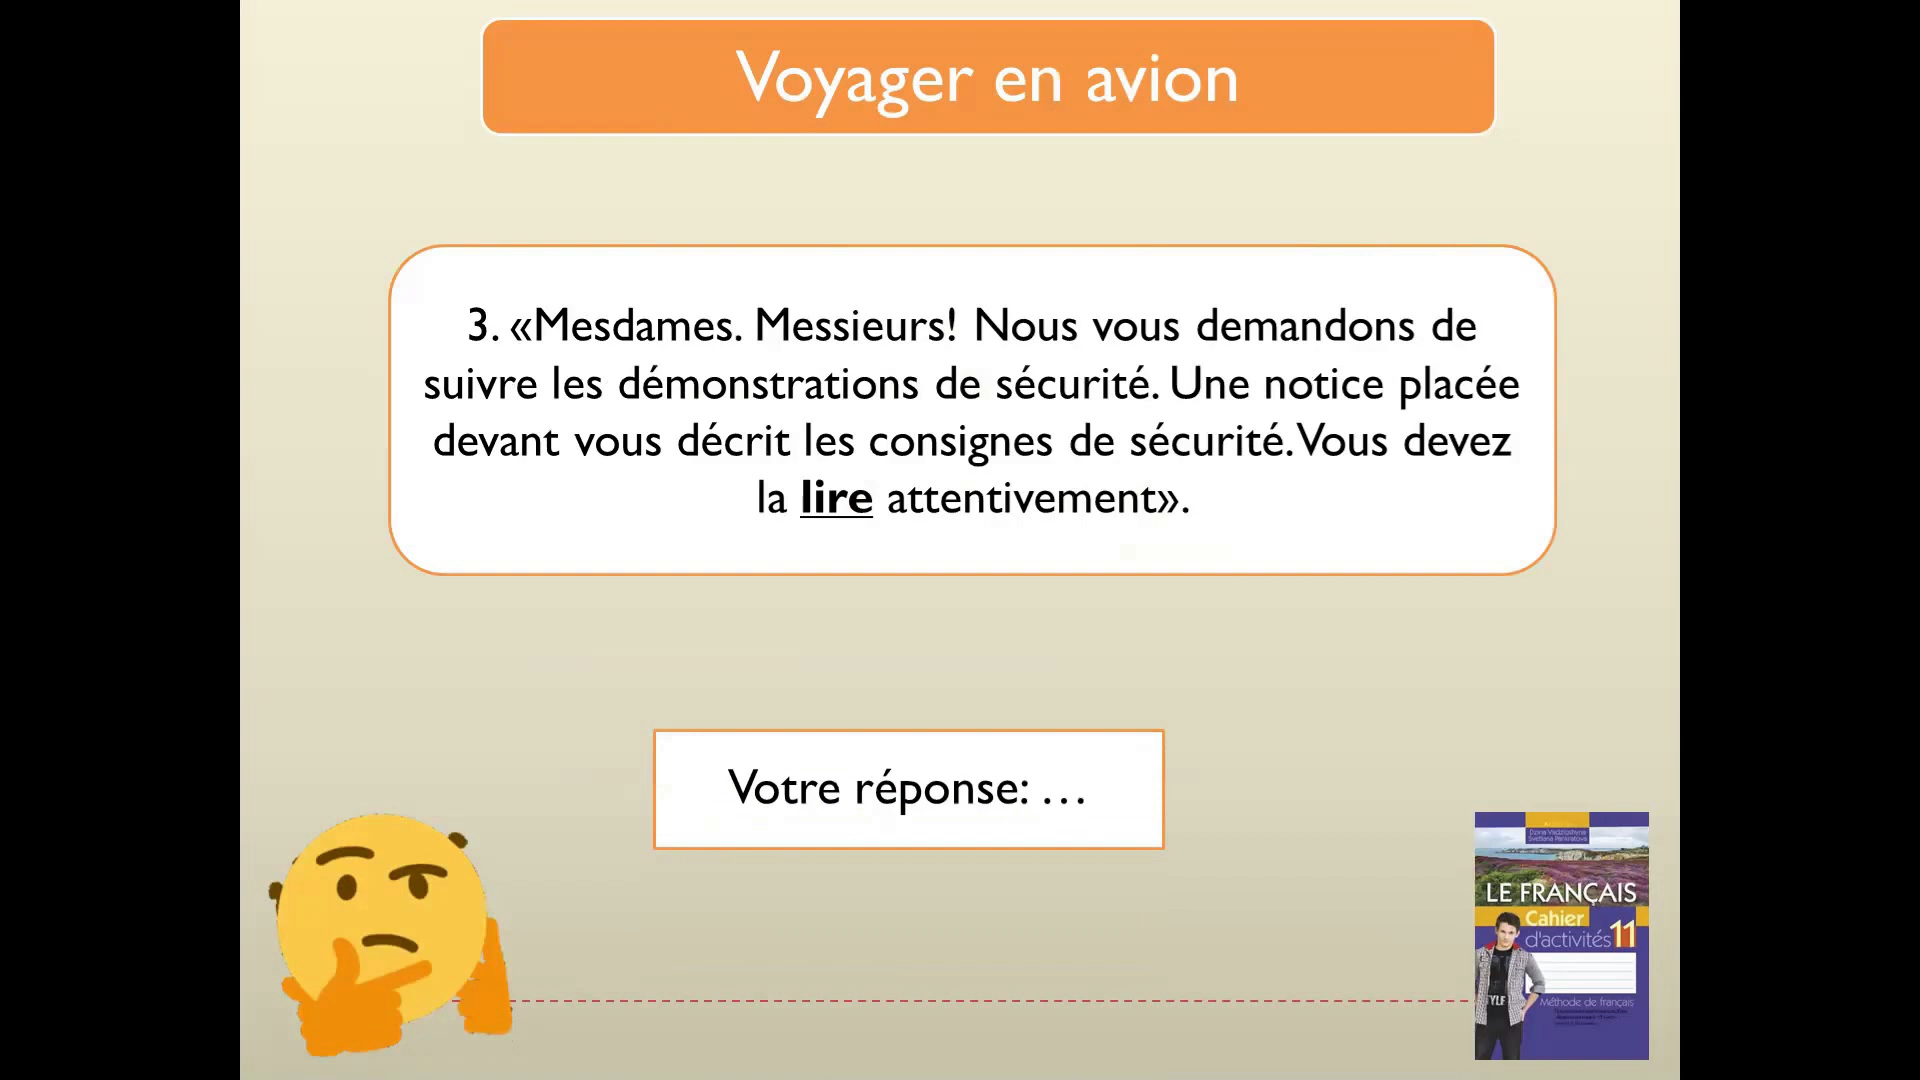 Voyager en avion
3. «Mesdames. Messieurs! Nous vous demandons de
suivre les démonstrations de sécurité. Une notice placée
devant vous décrit les consignes de sécurité. Vous devez
la lire attentivement».
Votre réponse: ...
LE FRANÇAIS
Cahier
d'activités 11
STYLE
Méthode de français